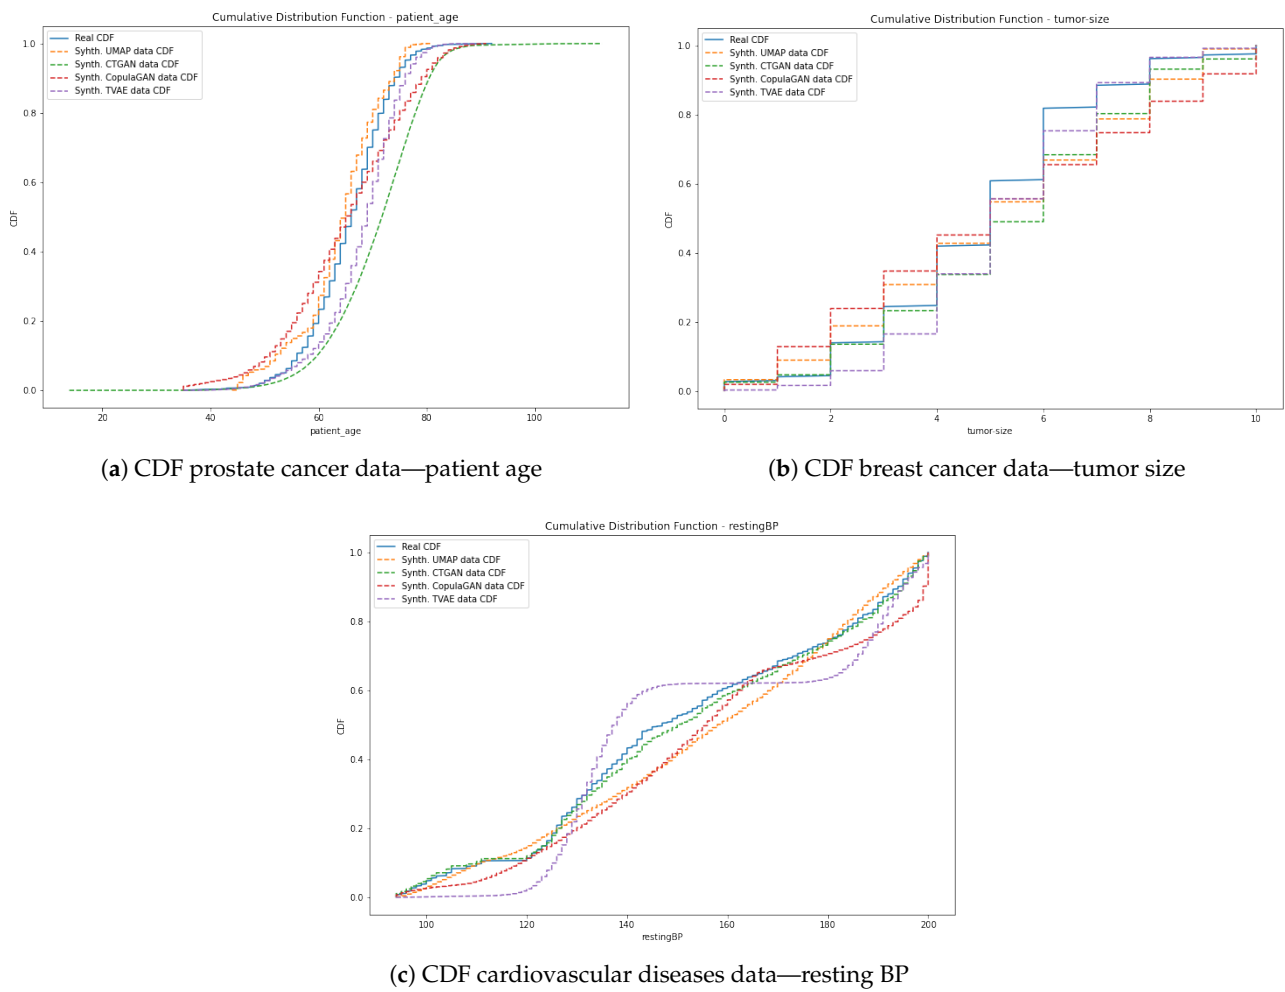 Cumulative Distribution Function - patient_age
Real CDF
Syhth. UMAP data CDF
Synth. CTGAN data CDF
Synth. CopulaGAN data CDF
Synth. TVAE data CDF
1.0
0.8
0.6
0.4
0.2
0.0
CDF
20 40 60 80 100
patient_age
(a) CDF prostate cancer data—patient age
Cumulative Distribution Function - tumor-size
Real CDF
Syhth. UMAP data CDF
Synth. CTGAN data CDF
Synth. CopulaGAN data CDF
Synth. TVAE data CDF
1.0
0.8
0.6
0.4
0.2
0.0
CDF
0 2 4 6 8 10
tumor-size
(b) CDF breast cancer data—tumor size
Cumulative Distribution Function - restingBP
Real CDF
Syhth. UMAP data CDF
Synth. CTGAN data CDF
Synth. CopulaGAN data CDF
Synth. TVAE data CDF
1.0
0.8
0.6
0.4
0.2
0.0
CDF
100 120 140 160 180 200
restingBP
(c) CDF cardiovascular diseases data—resting BP